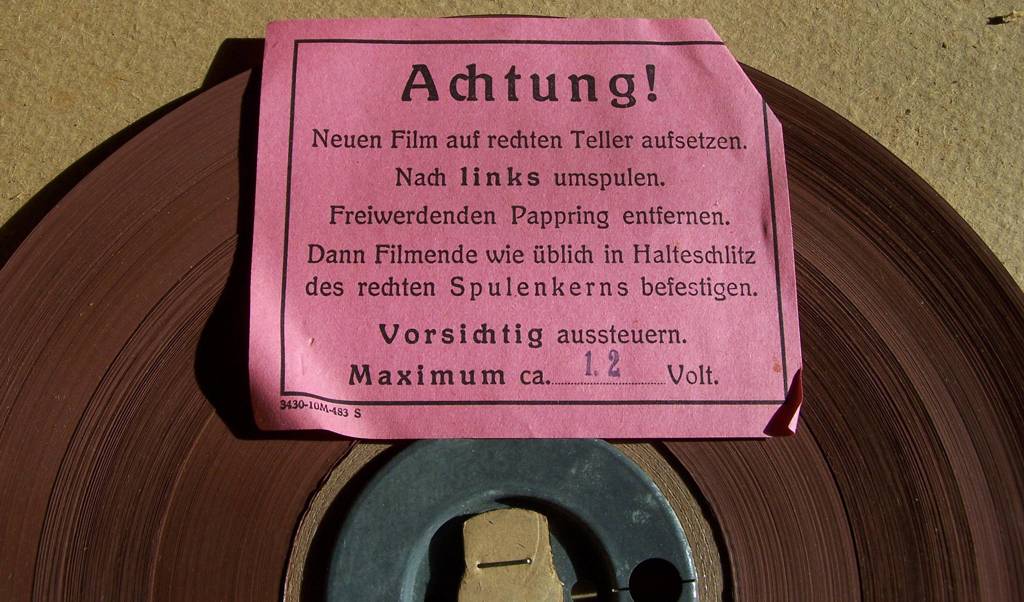 Achtung!
Neuen Film auf rechten Teller aufsetzen.
Nach links umspulen.
Freiwerdenden Pappring entfernen.
Dann Filmende wie üblich in Halteschlitz
des rechten Spulenkerns befestigen.
Vorsichtig aussteuern.
Maximum ca. 1.2 Volt.
3430-10M-483 S